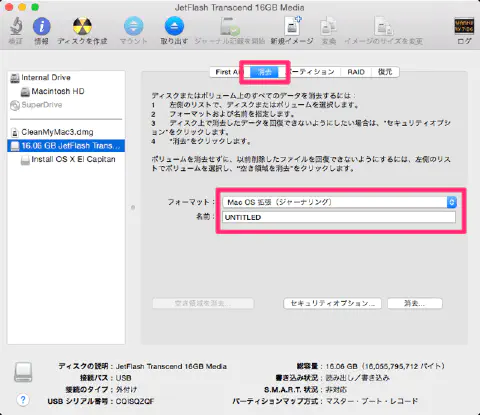 JetFlash Transcend 16GB Media
検証 情報 ディスクを作成 マウント 取り出す ジャーナル記録を開始 新規イメージ 変換 イメージのサイズを変更 ログ
Internal Drive
Macintosh HD
SuperDrive
CleanMyMac3.dmg
16.06 GB JetFlash Trans...
Install OS X El Capitan
First Aid 消去 パーティション RAID 復元
ディスクまたはボリューム上のすべてのデータを消去するには：
1 左側のリストで、ディスクまたはボリュームを選択します。
2 フォーマットおよび名前を指定します。
3 ディスク上で消去したデータを回復できないようにしたい場合は、"セキュリティオプシ
ョン"をクリックします。
4 "消去"をクリックします。
ボリュームを消去せずに、以前削除したファイルを回復できないようにするには、左側のリス
トでボリュームを選択し、"空き領域を消去"をクリックします。
フォーマット： Mac OS 拡張（ジャーナリング）
名前： UNTITLED
空き領域を消去... セキュリティオプション... 消去...
ディスクの説明：JetFlash Transcend 16GB Media
接続バス：USB
接続のタイプ：外付け
USB シリアル番号：CQISQZQF
総容量：16.06 GB (16,055,795,712 バイト)
書き込み状況：読み出し／書き込み
S.M.A.R.T. 状況：非対応
パーティションマップ方式：マスター・ブート・レコード